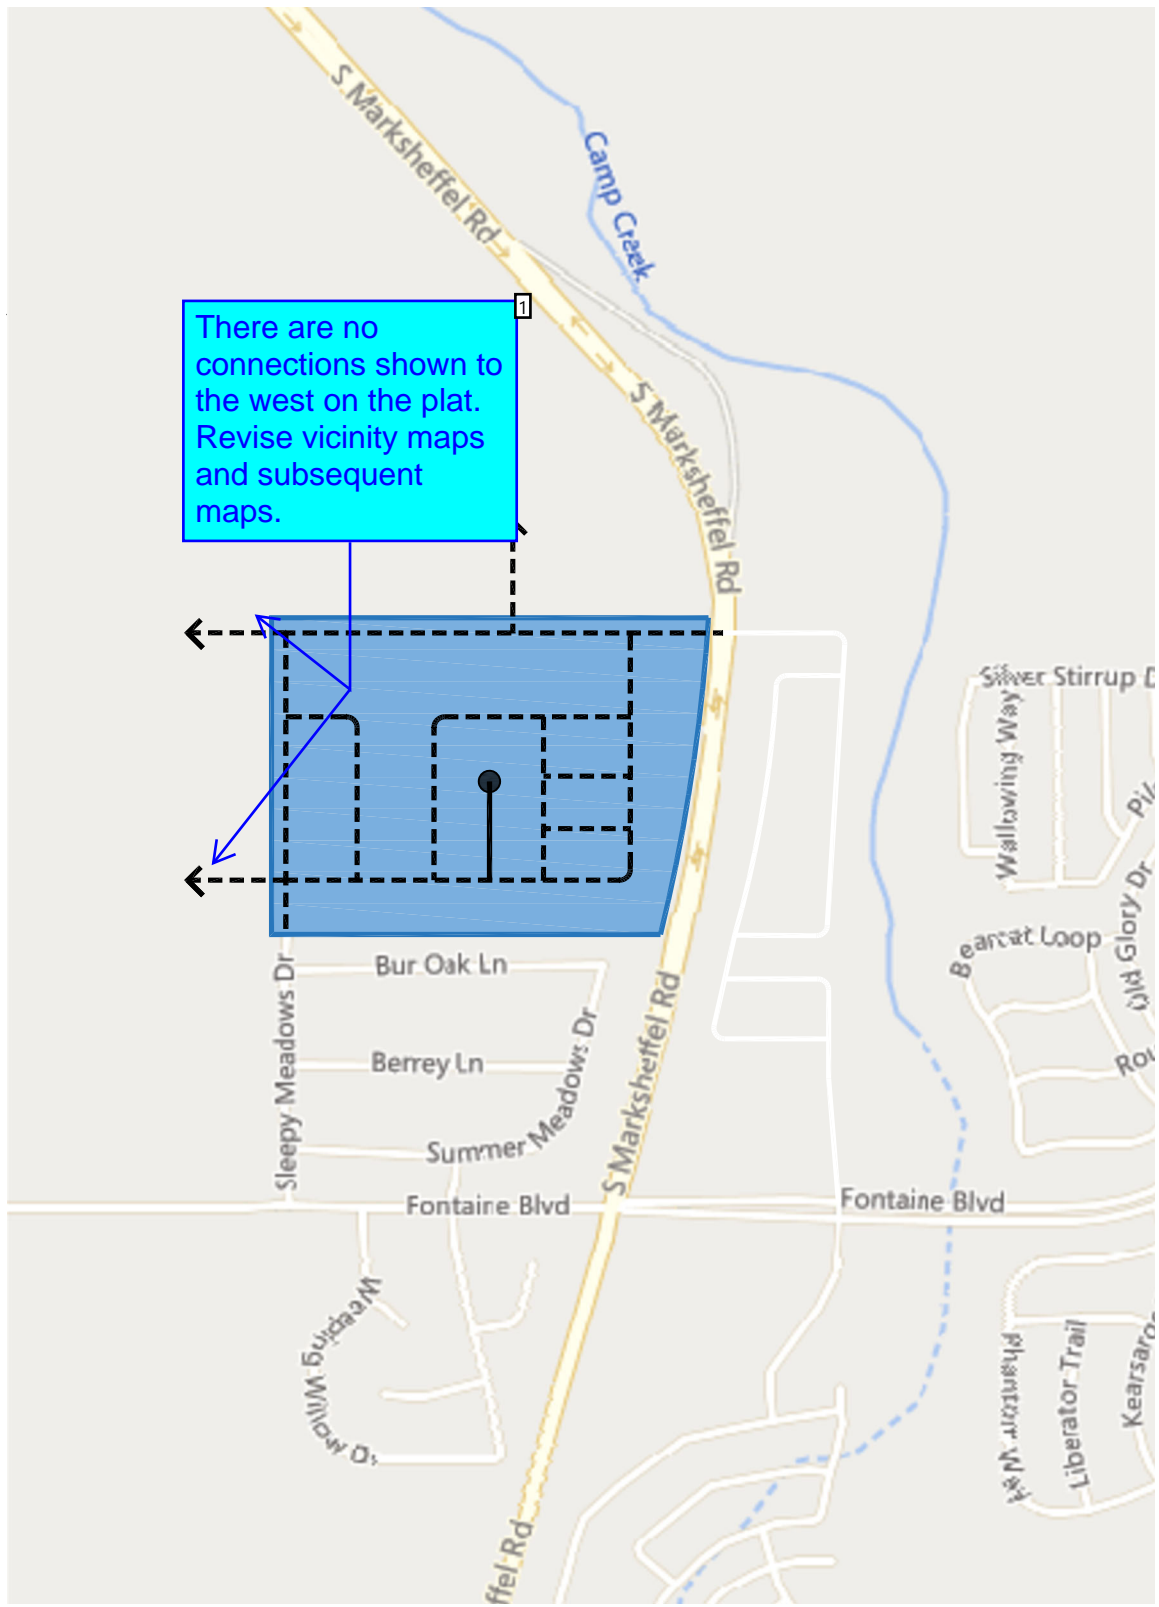 S Marksheffel Rd
Camp Creek
1
There are no
connections shown to
the west on the plat.
Revise vicinity maps
and subsequent
maps.
S Marksheffel Rd
Silver Stirrup D
Wallowing Way
Old Glory Dr
Bearcat Loop
Bur Oak Ln
Sleepy Meadows Dr
Berrey Ln
Summer Meadows Dr
S Marksheffel Rd
Fontaine Blvd
Fontaine Blvd
Weeping Willow D
Liberator Trail
ffel Rd